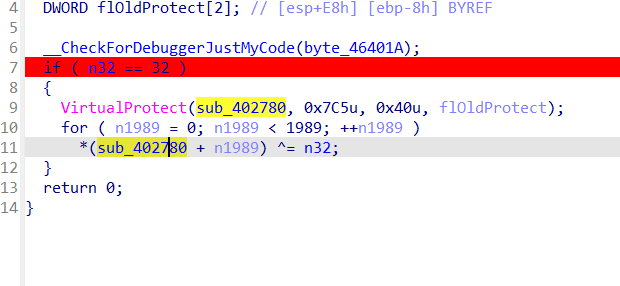 4 DWORD flOldProtect[2]; // [esp+E8h] [ebp-8h] BYREF
5
6 __CheckForDebuggerJustMyCode(byte_46401A);
7 if ( n32 == 32 )
8 {
9 VirtualProtect(sub_402780, 0x7C5u, 0x40u, flOldProtect);
10 for ( n1989 = 0; n1989 < 1989; ++n1989 )
11 *(sub_402780 + n1989) ^= n32;
12 }
13 return 0;
14 }